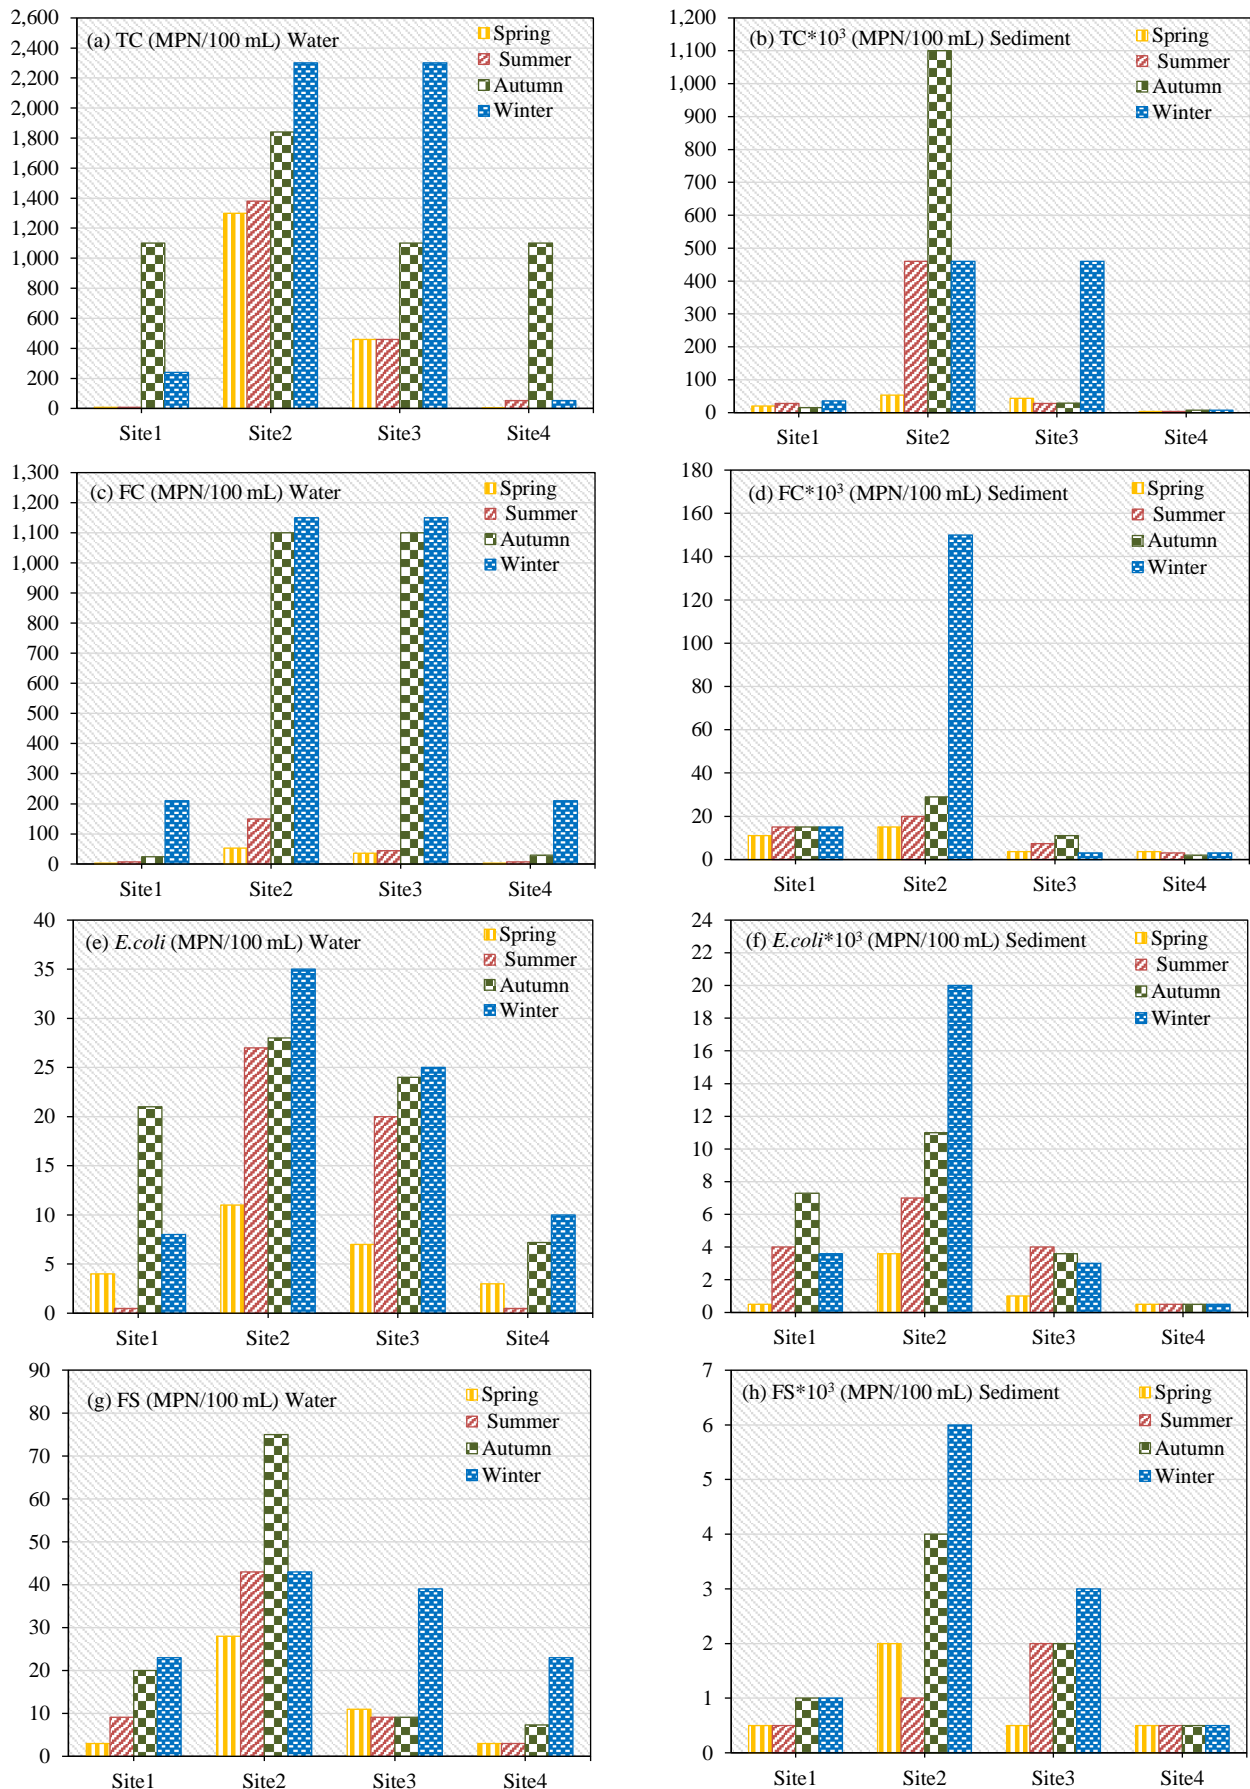 (a) TC (MPN/100 mL) Water
Spring
Summer
Autumn
Winter
2,600
2,400
2,200
2,000
1,800
1,600
1,400
1,200
1,000
800
600
400
200
0
Site1 Site2 Site3 Site4
(b) TC*10³ (MPN/100 mL) Sediment
Spring
Summer
Autumn
Winter
1,200
1,100
1,000
900
800
700
600
500
400
300
200
100
0
Site1 Site2 Site3 Site4
(c) FC (MPN/100 mL) Water
Spring
Summer
Autumn
Winter
1,300
1,200
1,100
1,000
900
800
700
600
500
400
300
200
100
0
Site1 Site2 Site3 Site4
(d) FC*10³ (MPN/100 mL) Sediment
Spring
Summer
Autumn
Winter
180
160
140
120
100
80
60
40
20
0
Site1 Site2 Site3 Site4
(e) E.coli (MPN/100 mL) Water
Spring
Summer
Autumn
Winter
40
35
30
25
20
15
10
5
0
Site1 Site2 Site3 Site4
(f) E.coli*10³ (MPN/100 mL) Sediment
Spring
Summer
Autumn
Winter
24
22
20
18
16
14
12
10
8
6
4
2
0
Site1 Site2 Site3 Site4
(g) FS (MPN/100 mL) Water
Spring
Summer
Autumn
Winter
90
80
70
60
50
40
30
20
10
0
Site1 Site2 Site3 Site4
(h) FS*10³ (MPN/100 mL) Sediment
Spring
Summer
Autumn
Winter
7
6
5
4
3
2
1
0
Site1 Site2 Site3 Site4